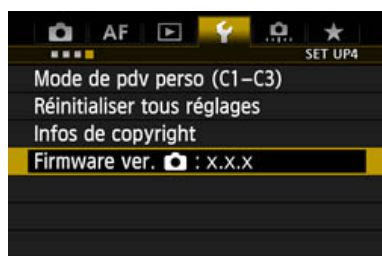 AF
SET UP4
Mode de pdv perso (C1–C3)
Réinitialiser tous réglages
Infos de copyright
Firmware ver. : x.x.x